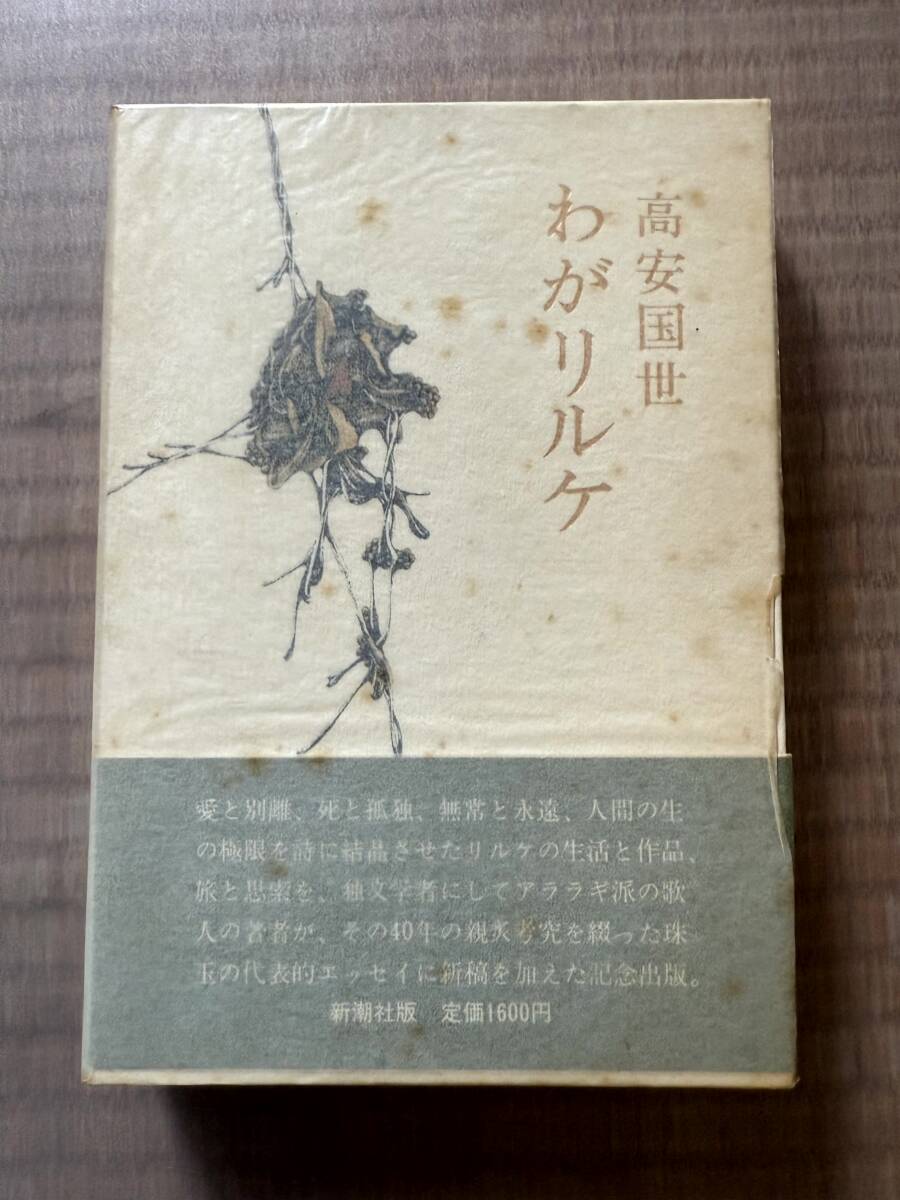 高安国世
わがリルケ
愛と別離、死と孤独、無常と永遠、人間の生
の極限を詩に結晶させたリルケの生活と作品、
旅と思索を、独文学者にしてアララギ派の歌
人の著者が、その40年の親炙考究を綴った珠
玉の代表的エッセイに新稿を加えた記念出版。
新潮社版 定価1600円